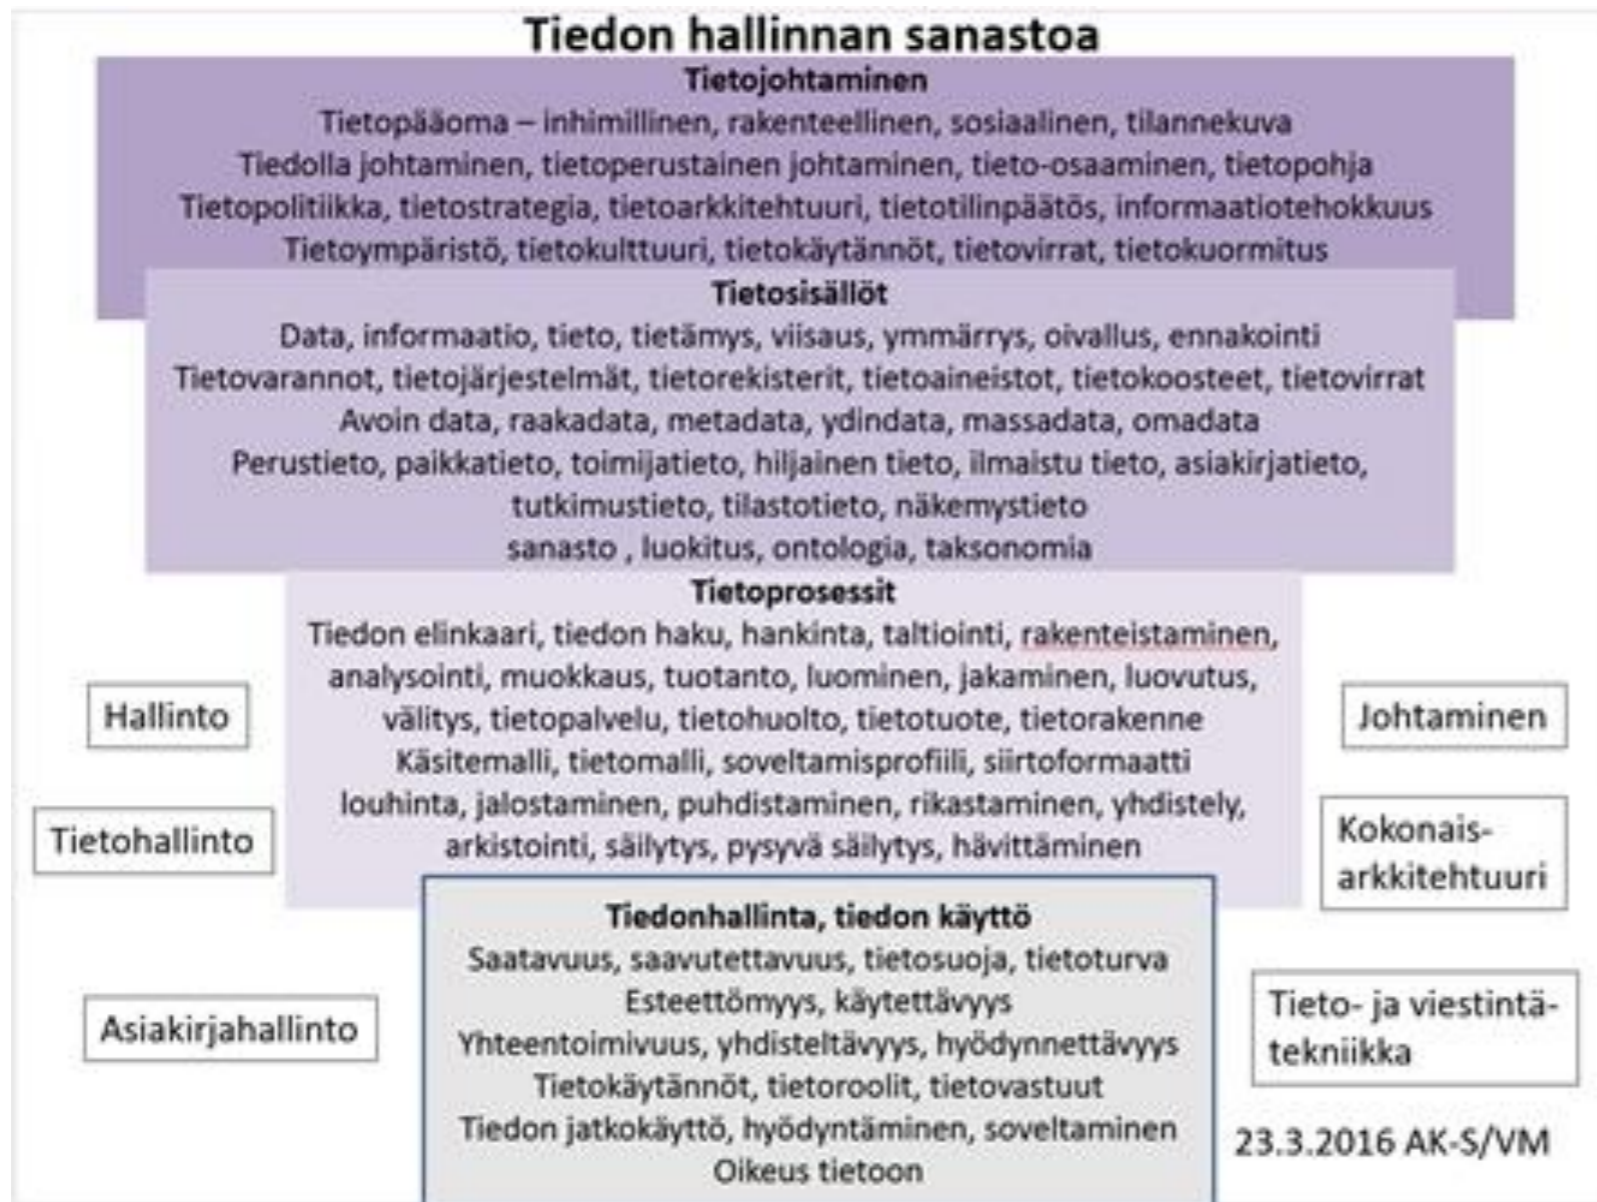 Tiedon hallinnan sanastoa
Tietojohtaminen
Tietopääoma – inhimillinen, rakenteellinen, sosiaalinen, tilannekuva
Tiedolla johtaminen, tietoperustainen johtaminen, tieto-osaaminen, tietopohja
Tietopolitiikka, tietostrategia, tietoarkkitehtuuri, tietotilinpäätös, informaatiotehokkuus
Tietoympäristö, tietokulttuuri, tietokäytännöt, tietovirrat, tietokuormitus
Tietosisällöt
Data, informaatio, tieto, tietämys, viisaus, ymmärrys, oivallus, ennakointi
Tietovarannot, tietojärjestelmät, tietorekisterit, tietoaineistot, tietokoosteet, tietovirrat
Avoin data, raakadata, metadata, ydindata, massadata, omadata
Perustieto, paikkatieto, toimijatieto, hiljainen tieto, ilmaistu tieto, asiakirjatieto,
tutkimustieto, tilastotieto, näkemystieto
sanasto , luokitus, ontologia, taksonomia
Tietoprosessit
Tiedon elinkaari, tiedon haku, hankinta, taltiointi, rakenteistaminen,
analysointi, muokkaus, tuotanto, luominen, jakaminen, luovutus,
välitys, tietopalvelu, tietohuolto, tietotuote, tietorakenne
Käsitemalli, tietomalli, soveltamisprofiili, siirtoformaatti
louhinta, jalostaminen, puhdistaminen, rikastaminen, yhdistely,
arkistointi, säilytys, pysyvä säilytys, hävittäminen
Hallinto
Tietohallinto
Asiakirjahallinto
Tiedonhallinta, tiedon käyttö
Saatavuus, saavutettavuus, tietosuoja, tietoturva
Esteettömyys, käytettävyys
Yhteentoimivuus, yhdisteltävyys, hyödynnettävyys
Tietokäytännöt, tietoroolit, tietovastuut
Tiedon jatkokäyttö, hyödyntäminen, soveltaminen
Oikeus tietoon
Johtaminen
Kokonais-
arkkitehtuuri
Tieto- ja viestintä-
tekniikka
23.3.2016 AK-S/VM